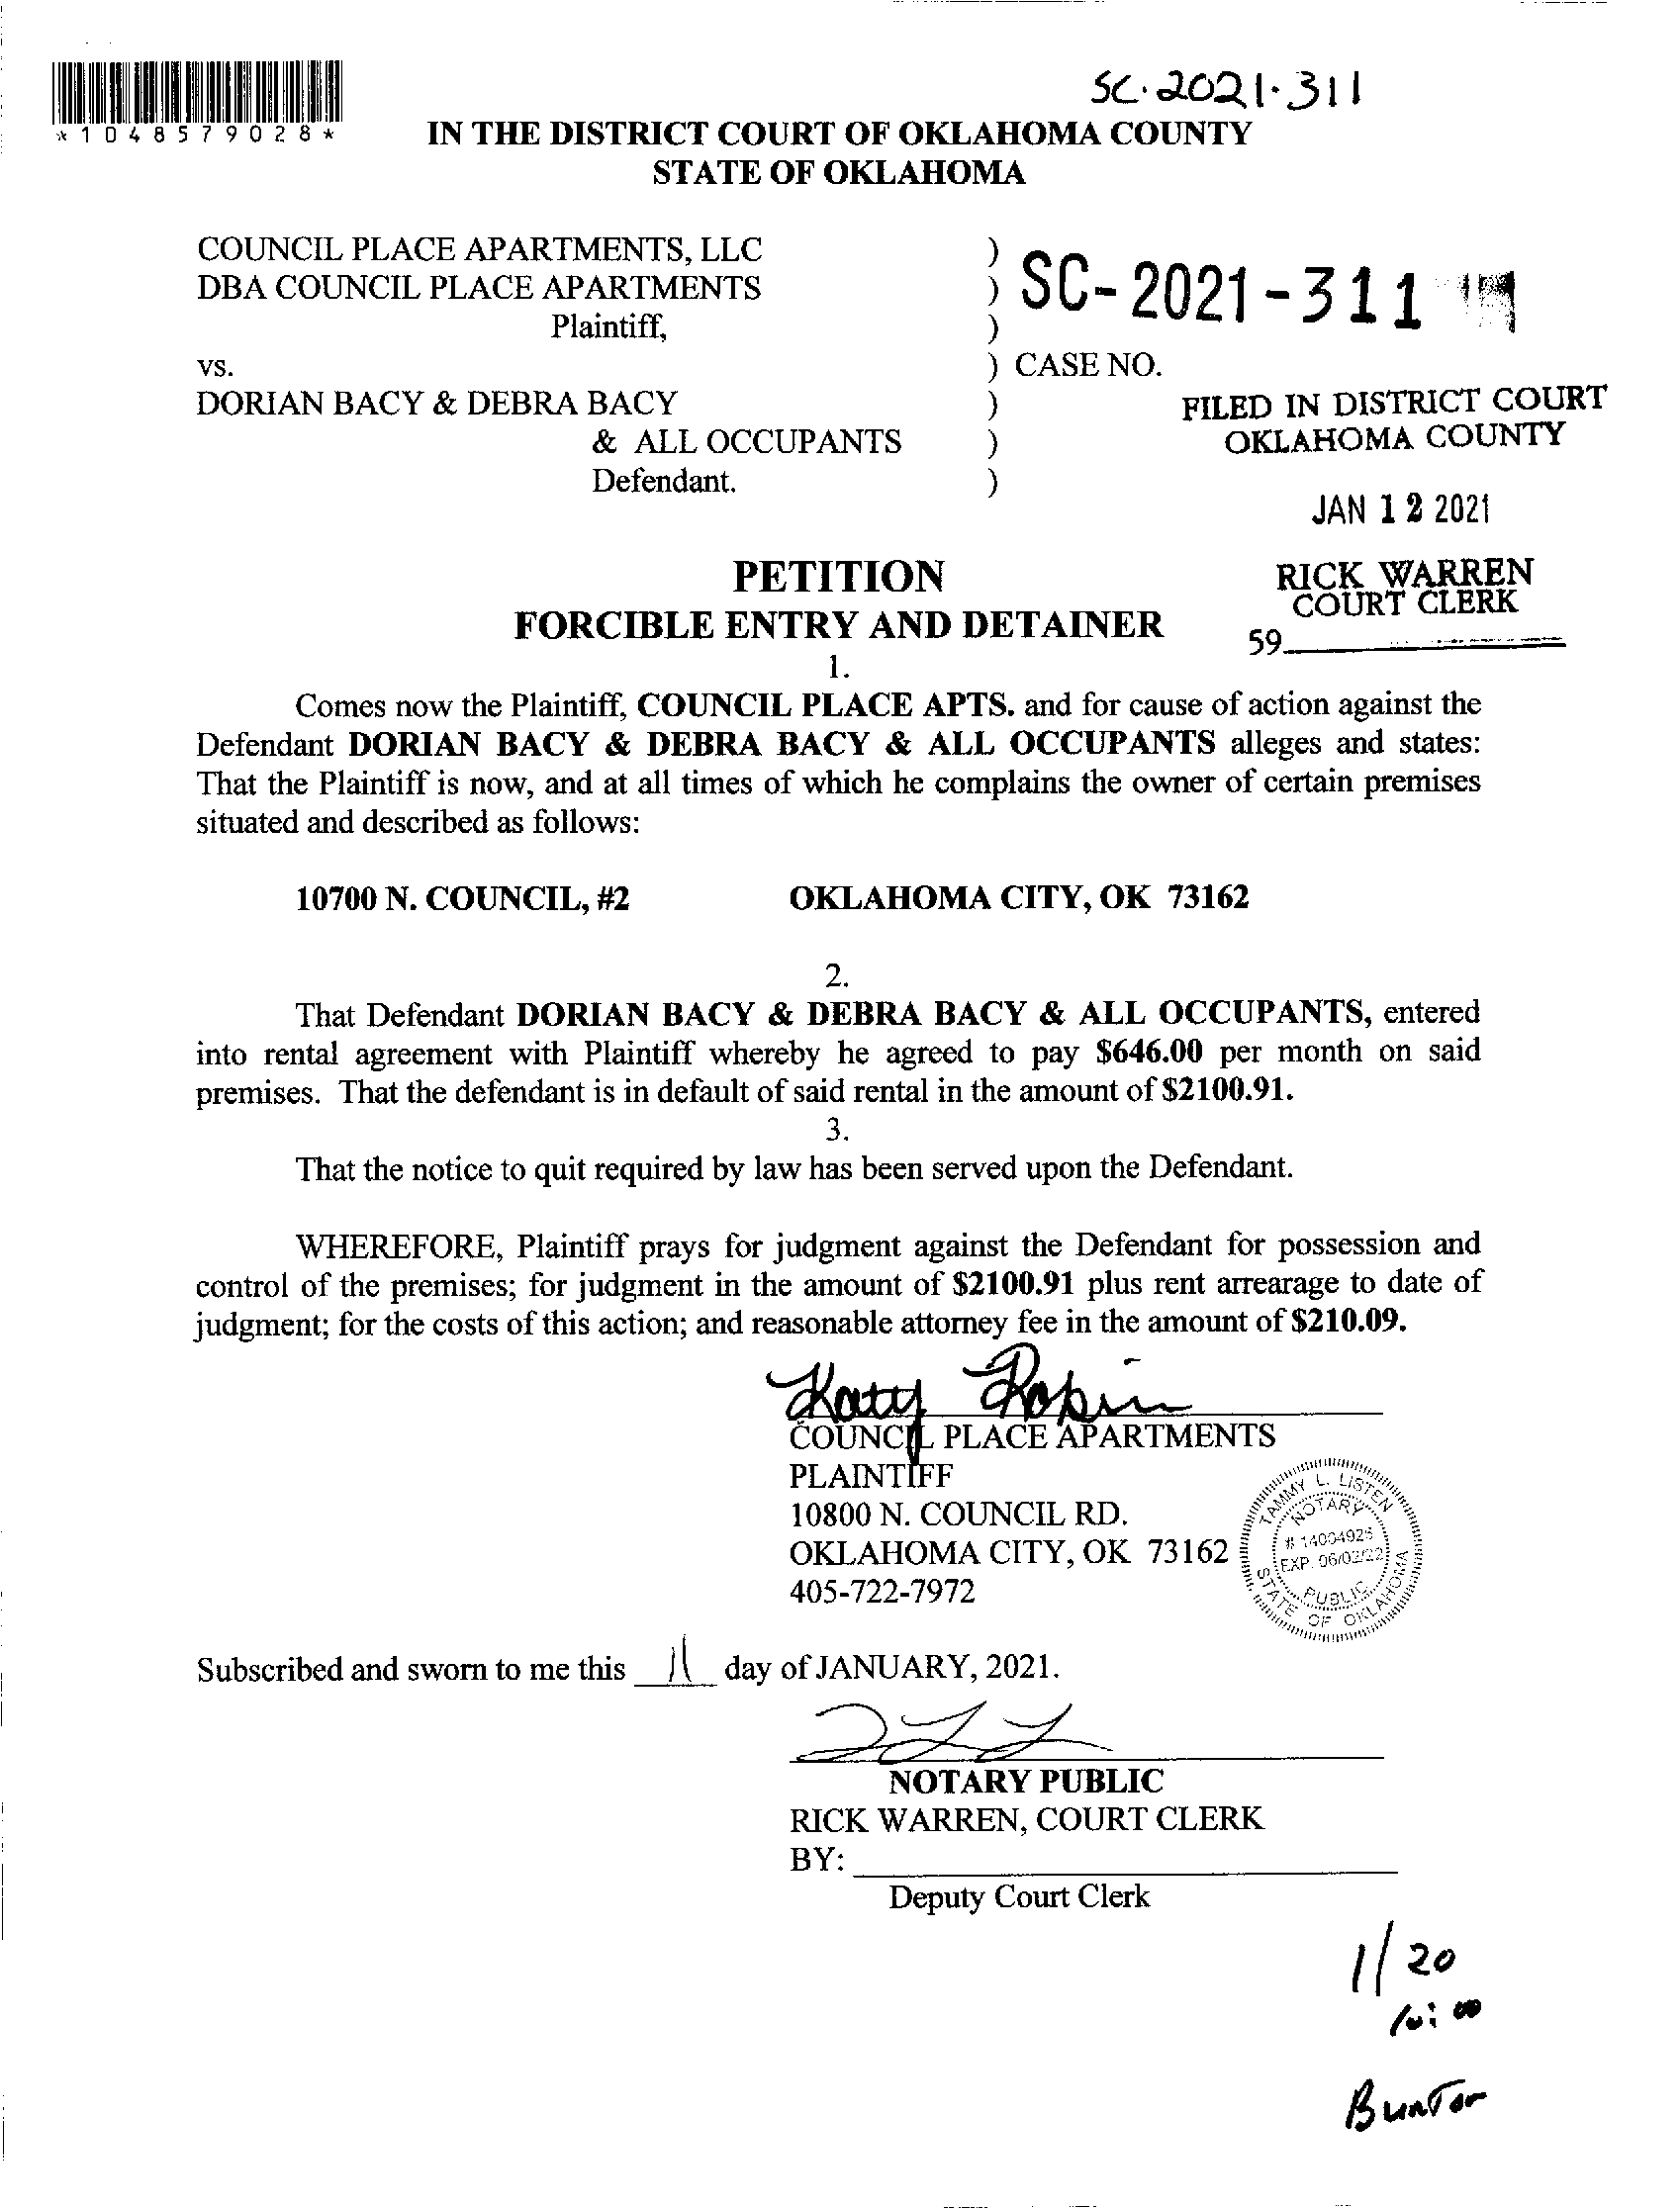 SC·2021·311
*1048579028*
IN THE DISTRICT COURT OF OKLAHOMA COUNTY
STATE OF OKLAHOMA
COUNCIL PLACE APARTMENTS, LLC )
DBA COUNCIL PLACE APARTMENTS ) SC-2021-311
Plaintiff, )
vs. ) CASE NO.
DORIAN BACY & DEBRA BACY )
& ALL OCCUPANTS )
Defendant. )
FILED IN DISTRICT COURT
OKLAHOMA COUNTY
JAN 12 2021
RICK WARREN
COURT CLERK
59
PETITION
FORCIBLE ENTRY AND DETAINER
1.
Comes now the Plaintiff, COUNCIL PLACE APTS. and for cause of action against the
Defendant DORIAN BACY & DEBRA BACY & ALL OCCUPANTS alleges and states:
That the Plaintiff is now, and at all times of which he complains the owner of certain premises
situated and described as follows:
10700 N. COUNCIL, #2 OKLAHOMA CITY, OK 73162
2.
That Defendant DORIAN BACY & DEBRA BACY & ALL OCCUPANTS, entered
into rental agreement with Plaintiff whereby he agreed to pay $646.00 per month on said
premises. That the defendant is in default of said rental in the amount of $2100.91.
3.
That the notice to quit required by law has been served upon the Defendant.
WHEREFORE, Plaintiff prays for judgment against the Defendant for possession and
control of the premises; for judgment in the amount of $2100.91 plus rent arrearage to date of
judgment; for the costs of this action; and reasonable attorney fee in the amount of $210.09.
Katy Robin
COUNCIL PLACE APARTMENTS
PLAINTIFF
10800 N. COUNCIL RD.
OKLAHOMA CITY, OK 73162
405-722-7972
TAMMY L. LISTEN
NOTARY
EXP. 06/02/22
PUBLIC
STATE OF OKLAHOMA
Subscribed and sworn to me this 11 day of JANUARY, 2021.
NOTARY PUBLIC
RICK WARREN, COURT CLERK
BY:
Deputy Court Clerk
1/20
10:00
Bunter